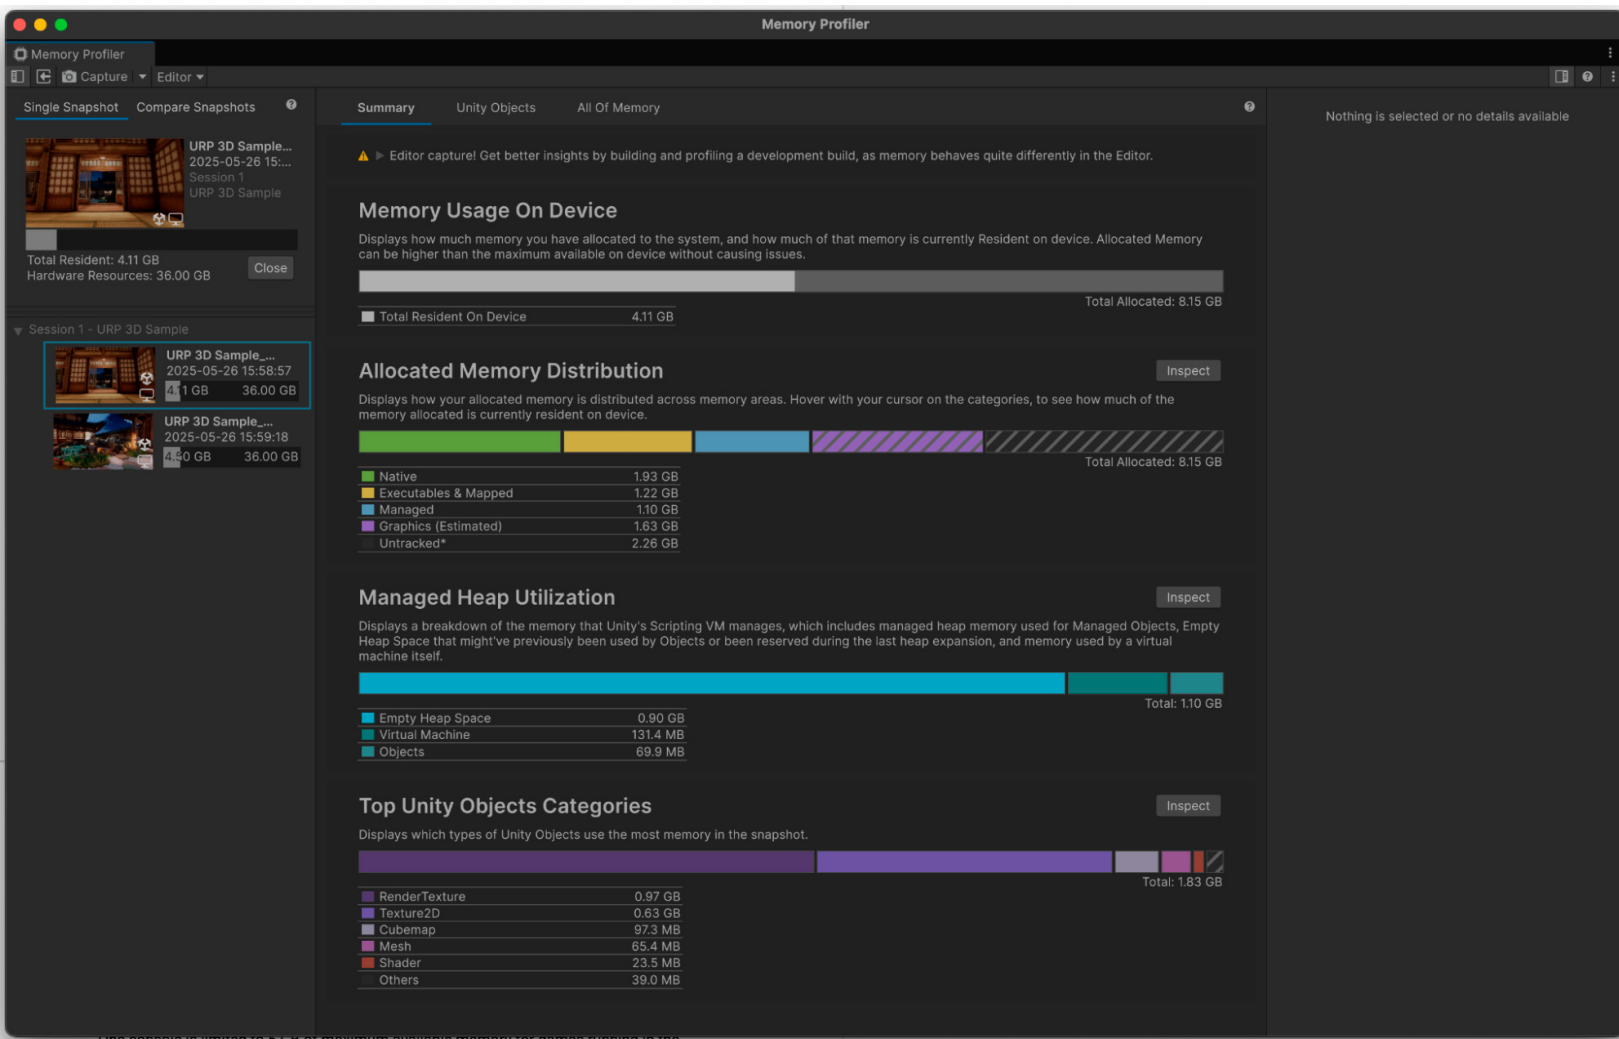 Memory Profiler
Memory Profiler
Capture
Editor
Single Snapshot
Compare Snapshots
URP 3D Sample...
2025-05-26 15:...
Session 1
URP 3D Sample
Total Resident: 4.11 GB
Hardware Resources: 36.00 GB
Close
Session 1 - URP 3D Sample
URP 3D Sample_...
2025-05-26 15:58:57
4.11 GB 36.00 GB
URP 3D Sample_...
2025-05-26 15:59:18
4.50 GB 36.00 GB
Summary
Unity Objects
All Of Memory
Editor capture! Get better insights by building and profiling a development build, as memory behaves quite differently in the Editor.
Memory Usage On Device
Displays how much memory you have allocated to the system, and how much of that memory is currently Resident on device. Allocated Memory
can be higher than the maximum available on device without causing issues.
Total Allocated: 8.15 GB
Total Resident On Device 4.11 GB
Allocated Memory Distribution
Inspect
Displays how your allocated memory is distributed across memory areas. Hover with your cursor on the categories, to see how much of the
memory allocated is currently resident on device.
Total Allocated: 8.15 GB
Native 1.93 GB
Executables & Mapped 1.22 GB
Managed 1.10 GB
Graphics (Estimated) 1.63 GB
Untracked* 2.26 GB
Managed Heap Utilization
Inspect
Displays a breakdown of the memory that Unity's Scripting VM manages, which includes managed heap memory used for Managed Objects, Empty
Heap Space that might've previously been used by Objects or been reserved during the last heap expansion, and memory used by a virtual
machine itself.
Total: 1.10 GB
Empty Heap Space 0.90 GB
Virtual Machine 131.4 MB
Objects 69.9 MB
Top Unity Objects Categories
Inspect
Displays which types of Unity Objects use the most memory in the snapshot.
Total: 1.83 GB
RenderTexture 0.97 GB
Texture2D 0.63 GB
Cubemap 97.3 MB
Mesh 65.4 MB
Shader 23.5 MB
Others 39.0 MB
Nothing is selected or no details available